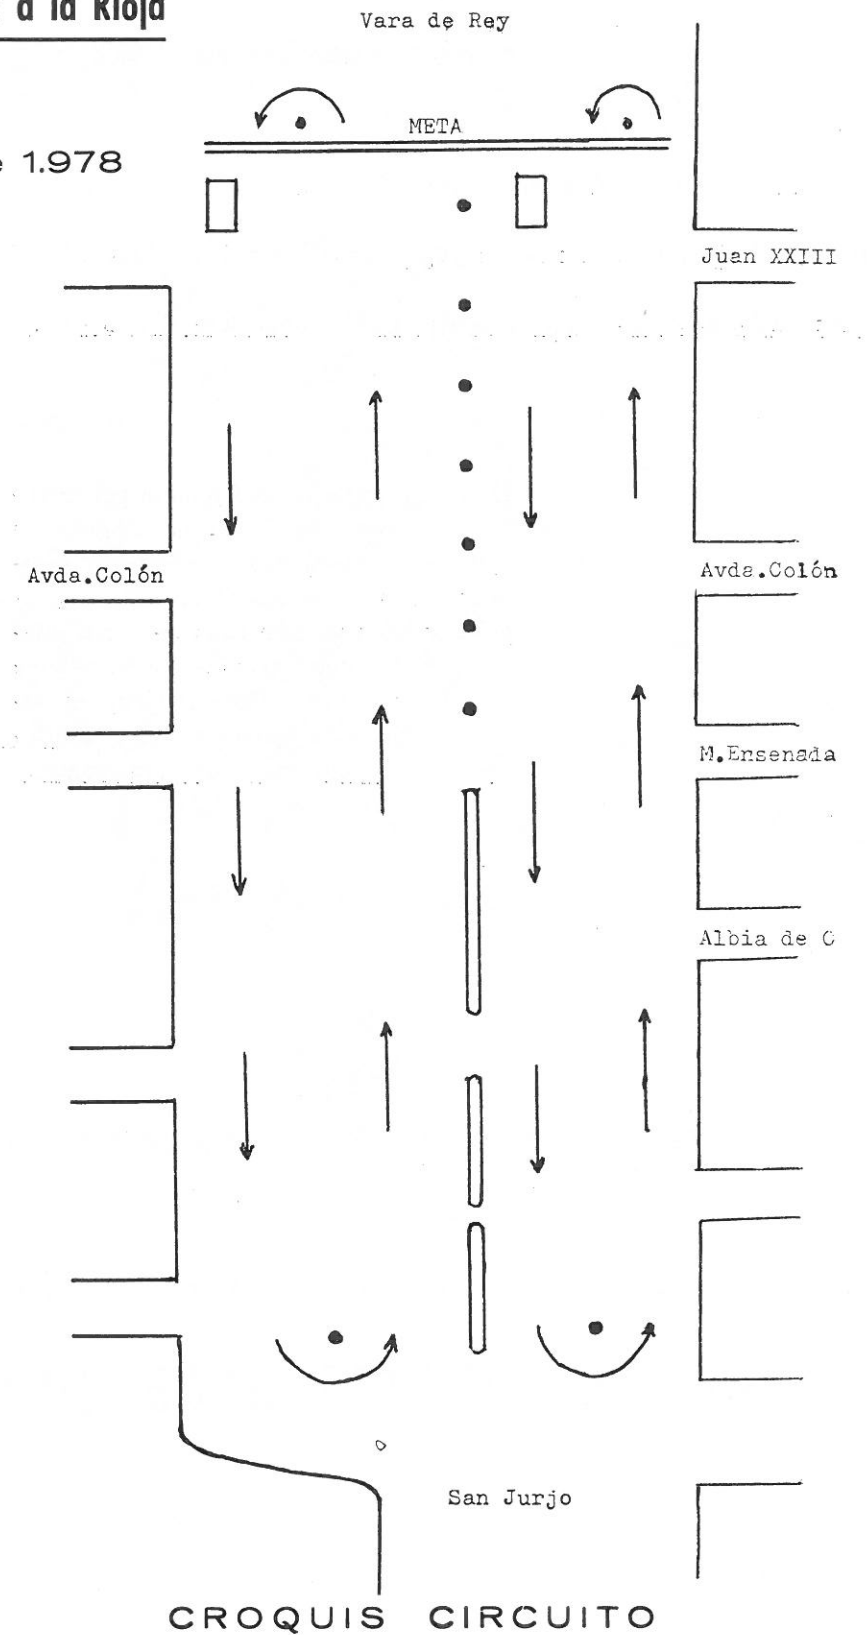 a la Rioja
Vara de Rey
META
1.978
Juan XXIII
Avda.Colón
Avda.Colón
M.Ensenada
Albia de C
San Jurjo
CROQUIS CIRCUITO